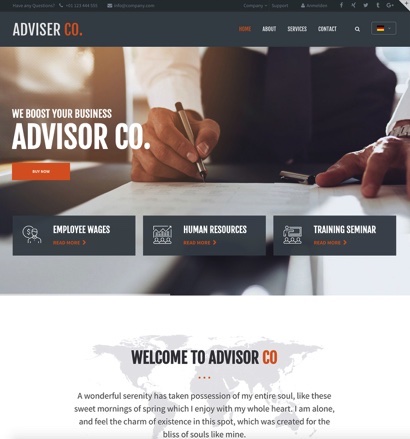 Have any Questions? +01 123 444 555 info@company.com Company Support Anmelden
ADVISER CO. HOME ABOUT SERVICES CONTACT
WE BOOST YOUR BUSINESS
ADVISOR CO.
BUY NOW
EMPLOYEE WAGES HUMAN RESOURCES TRAINING SEMINAR
READ MORE READ MORE READ MORE
WELCOME TO ADVISOR CO
A wonderful serenity has taken possession of my entire soul, like these
sweet mornings of spring which I enjoy with my whole heart. I am alone,
and feel the charm of existence in this spot, which was created for the
bliss of souls like mine.